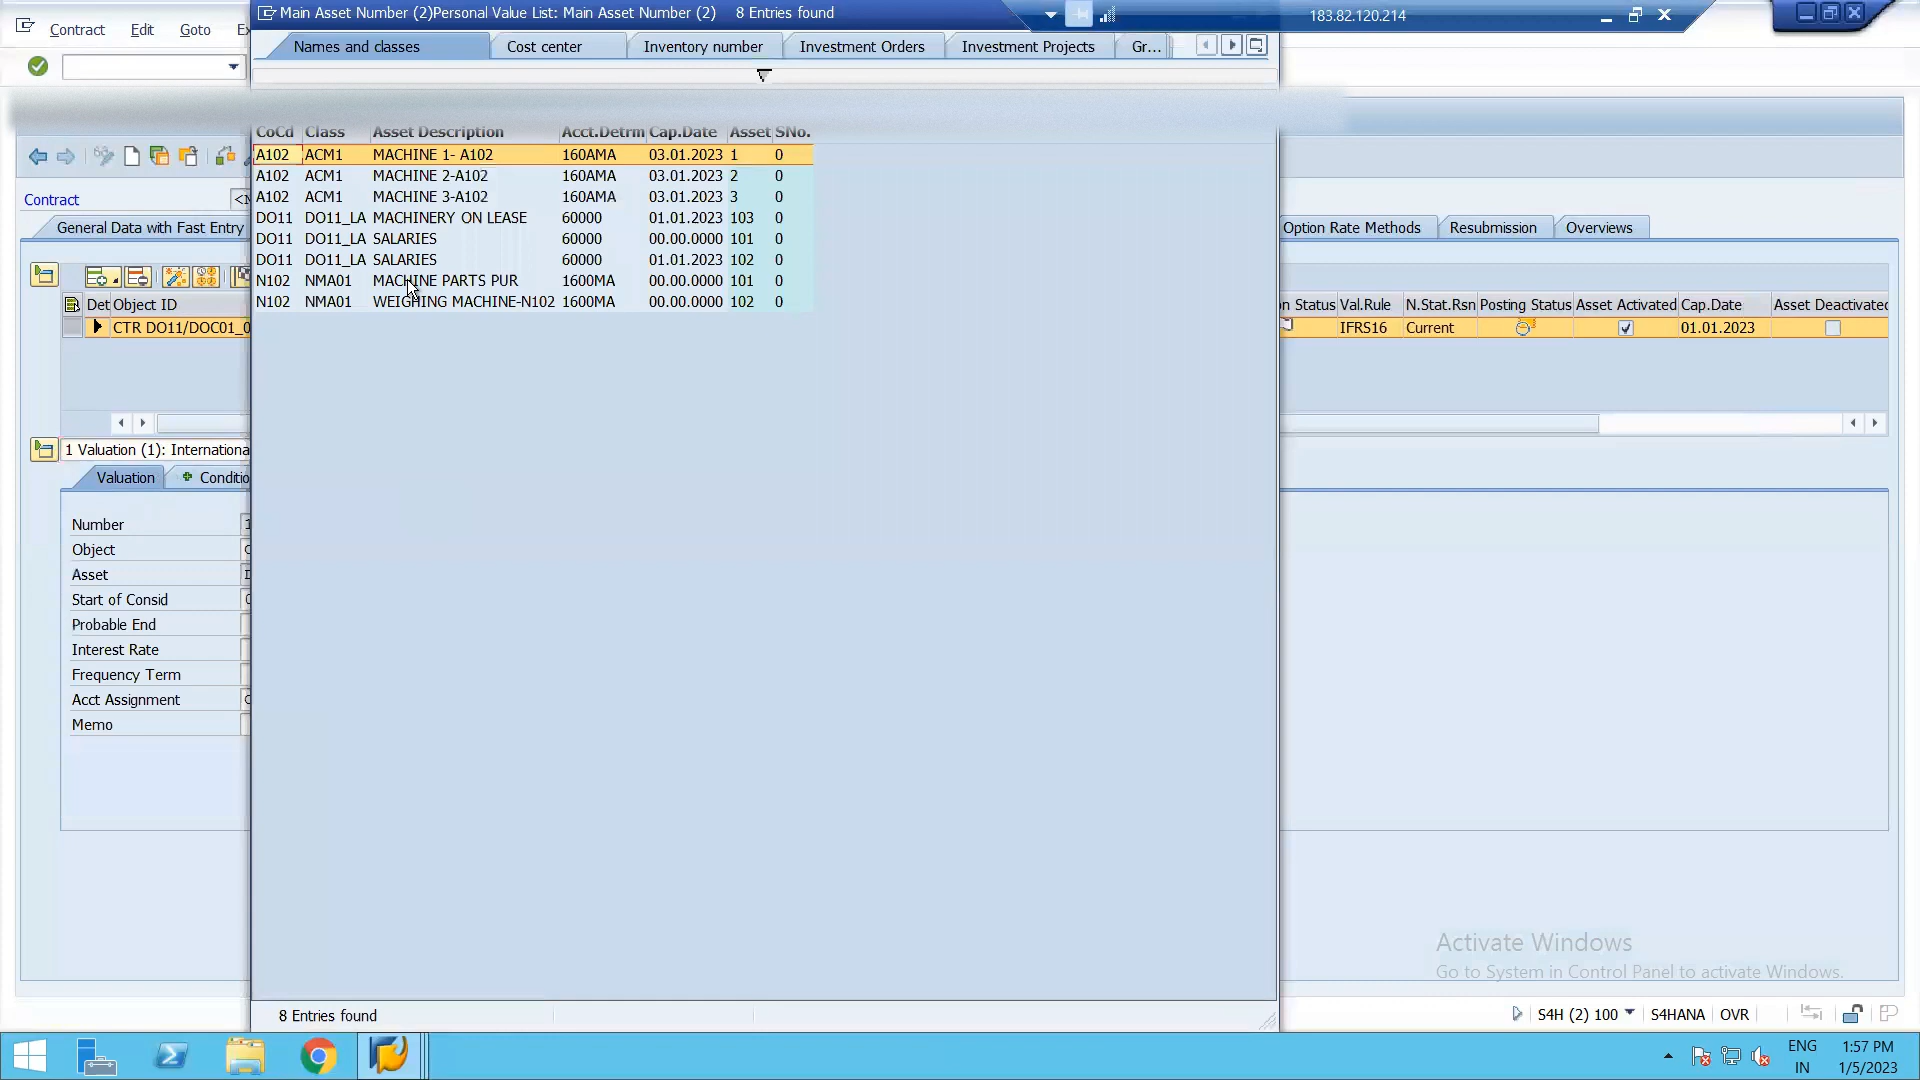 Main Asset Number (2)Personal Value List: Main Asset Number (2) 8 Entries found
183.82.120.214
Contract Edit Goto
Names and classes Cost center Inventory number Investment Orders Investment Projects Gr...
CoCd Class Asset Description Acct.Detrm Cap.Date Asset SNo.
A102 ACM1 MACHINE 1- A102 160AMA 03.01.2023 1 0
A102 ACM1 MACHINE 2-A102 160AMA 03.01.2023 2 0
A102 ACM1 MACHINE 3-A102 160AMA 03.01.2023 3 0
DO11 DO11_LA MACHINERY ON LEASE 60000 01.01.2023 103 0
DO11 DO11_LA SALARIES 60000 00.00.0000 101 0
DO11 DO11_LA SALARIES 60000 01.01.2023 102 0
N102 NMA01 MACHINE PARTS PUR 1600MA 00.00.0000 101 0
N102 NMA01 WEIGHING MACHINE-N102 1600MA 00.00.0000 102 0
8 Entries found
Contract
General Data with Fast Entry
Option Rate Methods Resubmission Overviews
Det Object ID
n Status Val.Rule N.Stat.Rsn Posting Status Asset Activated Cap.Date Asset Deactivated
CTR DO11/DOC01_0
IFRS16 Current 01.01.2023
1 Valuation (1): Internationa
Valuation Conditio
Number
Object
Asset
Start of Consid
Probable End
Interest Rate
Frequency Term
Acct Assignment
Memo
Activate Windows
Go to System in Control Panel to activate Windows.
S4H (2) 100 S4HANA OVR
ENG
IN
1:57 PM
1/5/2023